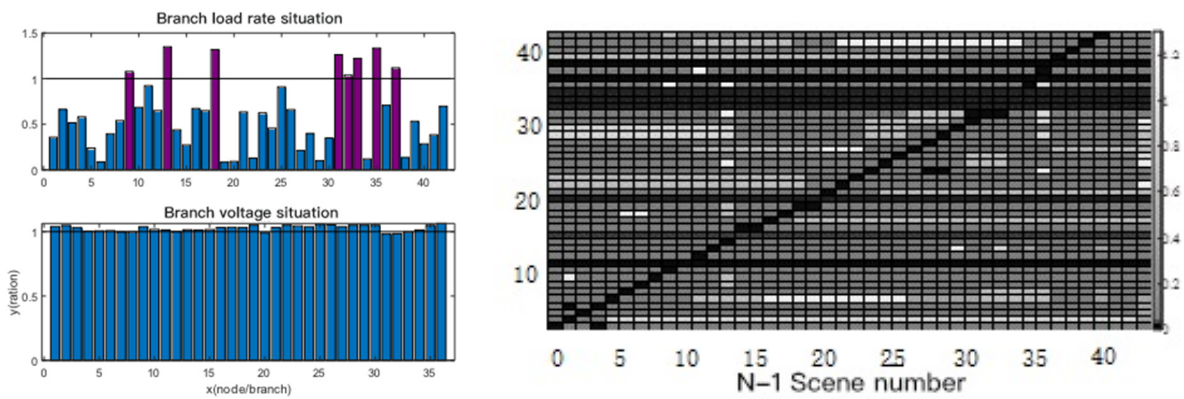 Branch load rate situation
1.5
1
0.5
0
0 5 10 15 20 25 30 35 40
Branch voltage situation
1
0.5
0
y(ration)
0 5 10 15 20 25 30 35
x(node/branch)
40
30
20
10
0 5 10 15 20 25 30 35 40
N-1 Scene number
1
0.8
0.6
0.4
0.2